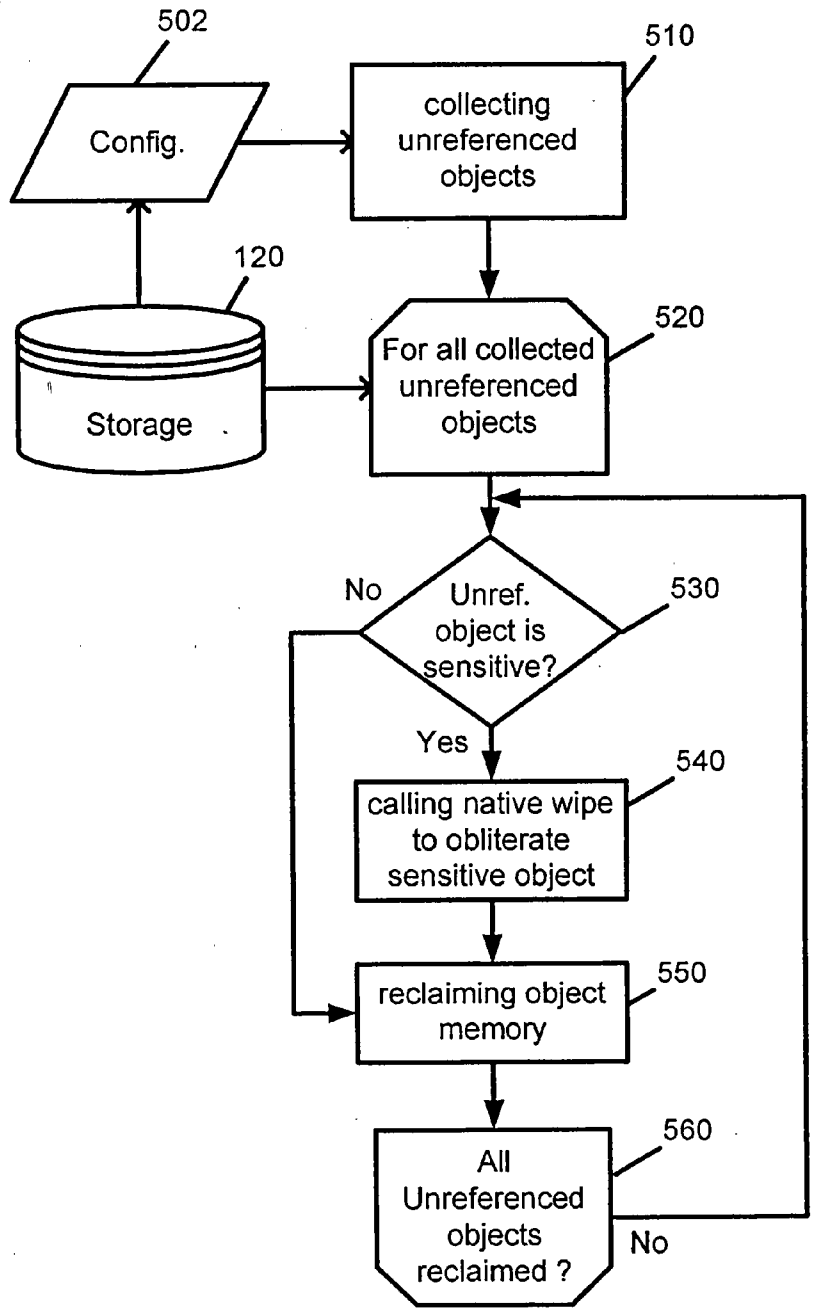 502
510
Config.
collecting
unreferenced
objects
120
520
For all collected
unreferenced
objects
Storage
No
530
Unref.
object is
sensitive?
Yes
540
calling native wipe
to obliterate
sensitive object
550
reclaiming object
memory
560
All
Unreferenced
objects
reclaimed ?
No